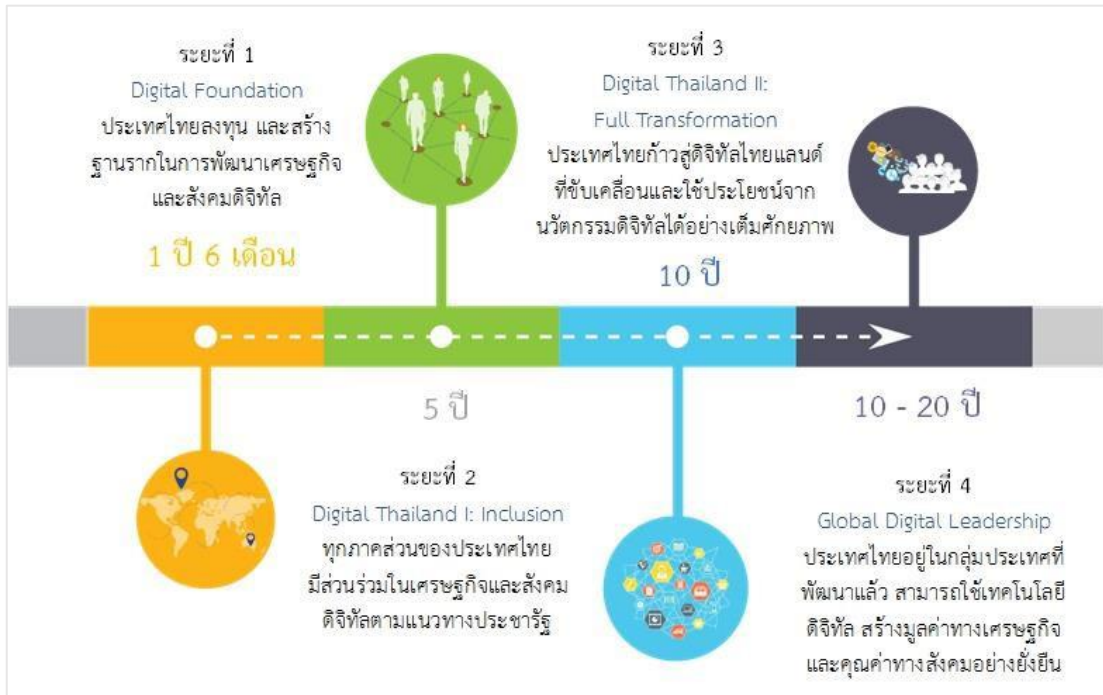 ระยะที่ 1
Digital Foundation
ประเทศไทยลงทุน และสร้าง
ฐานรากในการพัฒนาเศรษฐกิจ
และสังคมดิจิทัล
1 ปี 6 เดือน
5 ปี
ระยะที่ 2
Digital Thailand I: Inclusion
ทุกภาคส่วนของประเทศไทย
มีส่วนร่วมในเศรษฐกิจและสังคม
ดิจิทัลตามแนวทางประชารัฐ
ระยะที่ 3
Digital Thailand II:
Full Transformation
ประเทศไทยก้าวสู่ดิจิทัลไทยแลนด์
ที่ขับเคลื่อนและใช้ประโยชน์จาก
นวัตกรรมดิจิทัลได้อย่างเต็มศักยภาพ
10 ปี
10 - 20 ปี
ระยะที่ 4
Global Digital Leadership
ประเทศไทยอยู่ในกลุ่มประเทศที่
พัฒนาแล้ว สามารถใช้เทคโนโลยี
ดิจิทัล สร้างมูลค่าทางเศรษฐกิจ
และคุณค่าทางสังคมอย่างยั่งยืน